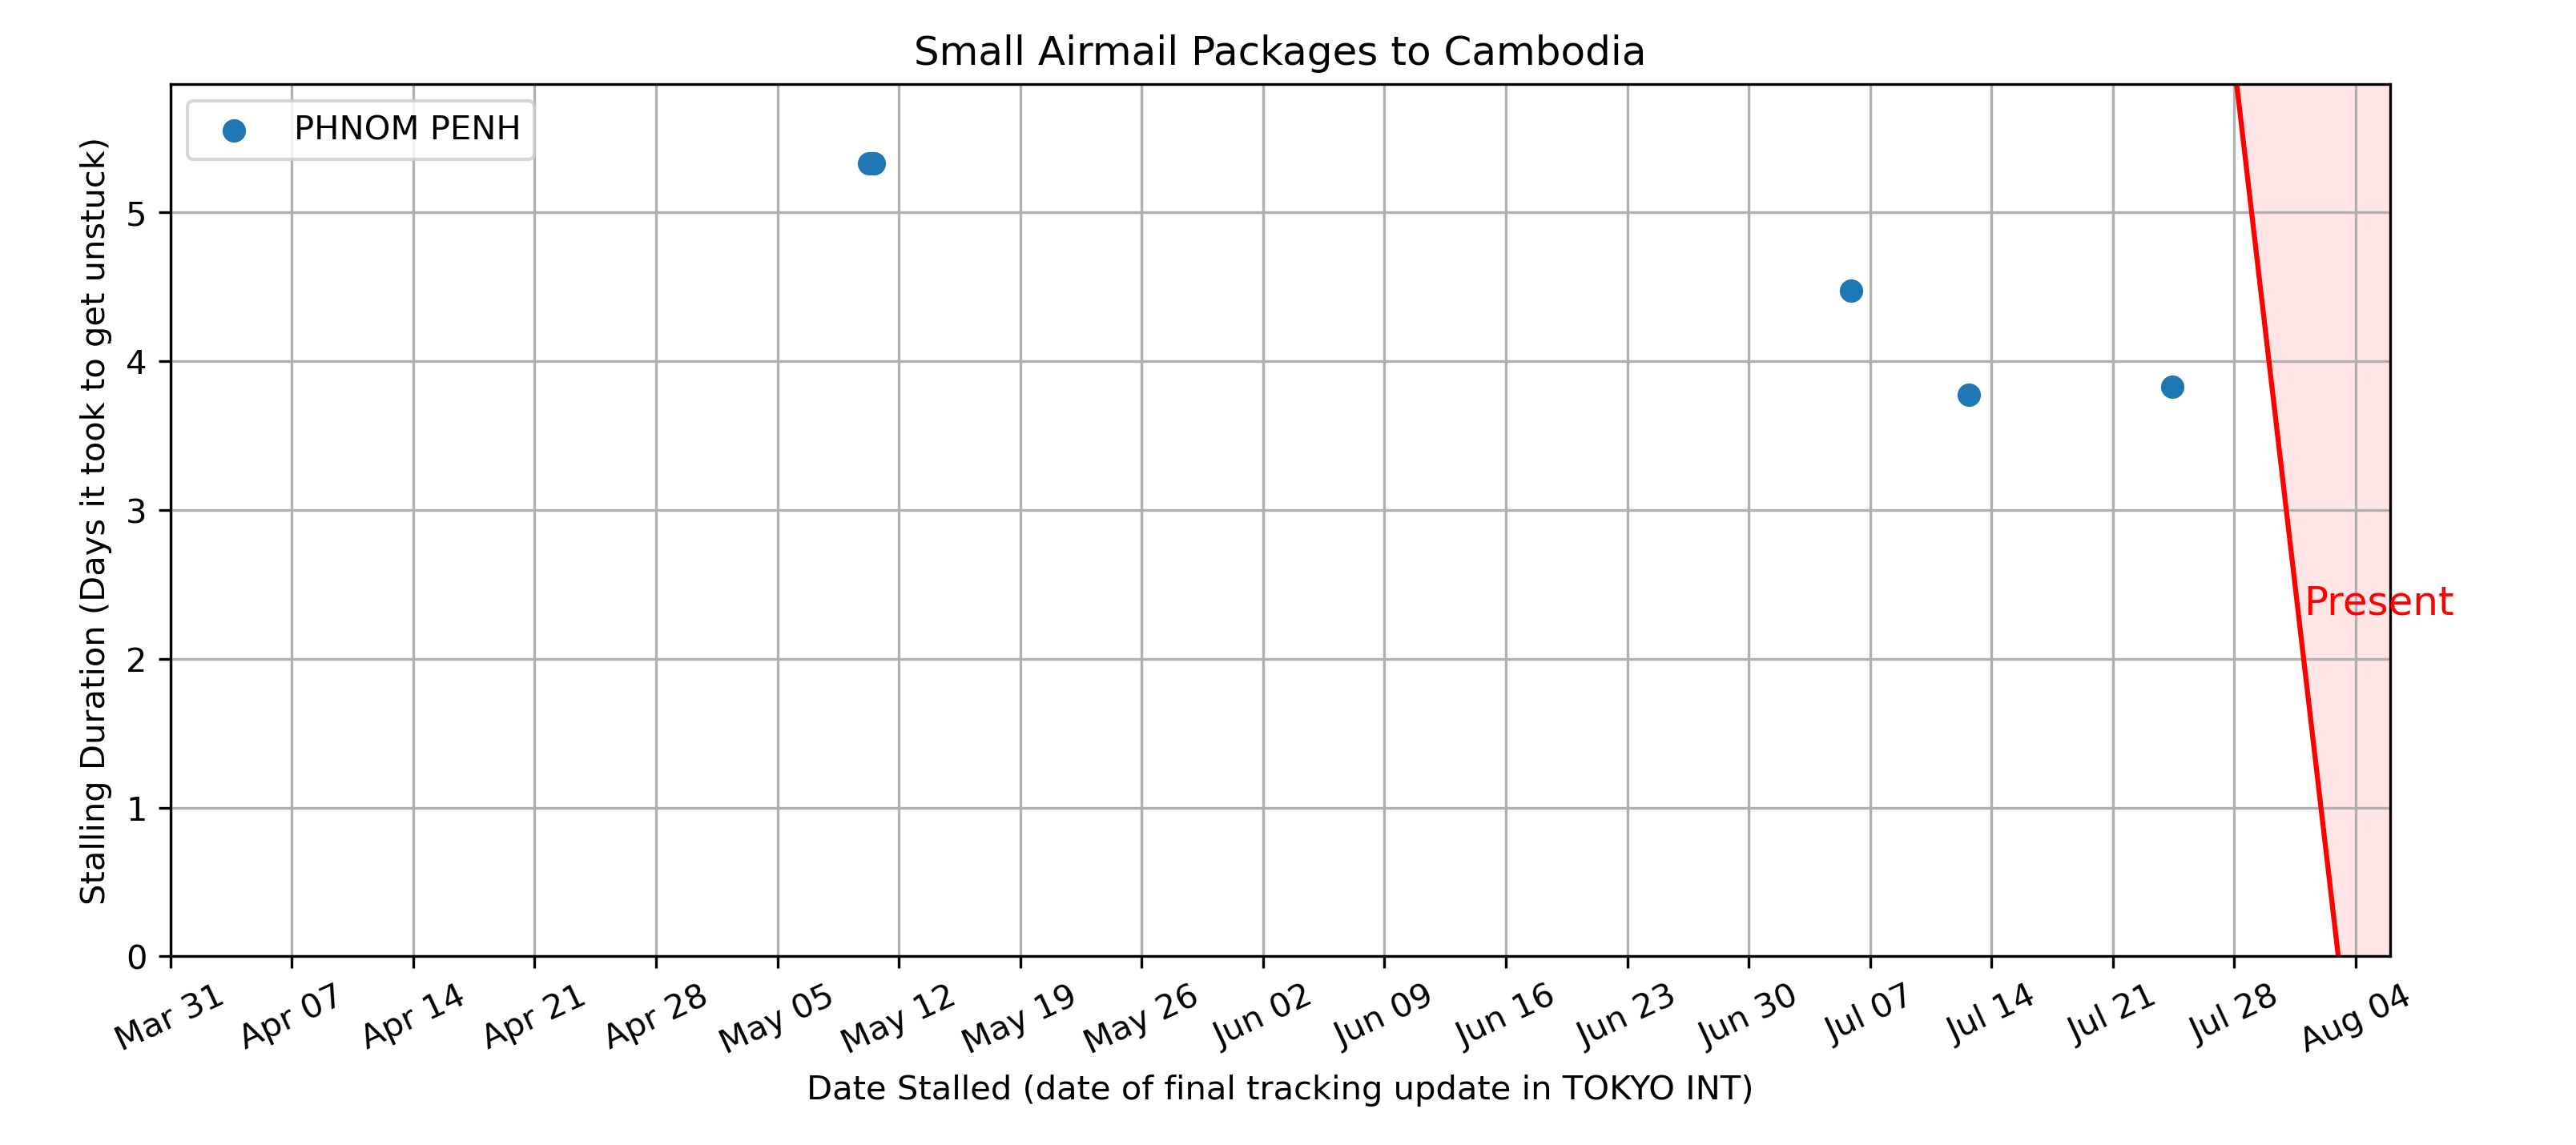 Small Airmail Packages to Cambodia
PHNOM PENH
Stalling Duration (Days it took to get unstuck)
5
4
3
2
1
0
Present
Mar 31 Apr 07 Apr 14 Apr 21 Apr 28 May 05 May 12 May 19 May 26 Jun 02 Jun 09 Jun 16 Jun 23 Jun 30 Jul 07 Jul 14 Jul 21 Jul 28 Aug 04
Date Stalled (date of final tracking update in TOKYO INT)